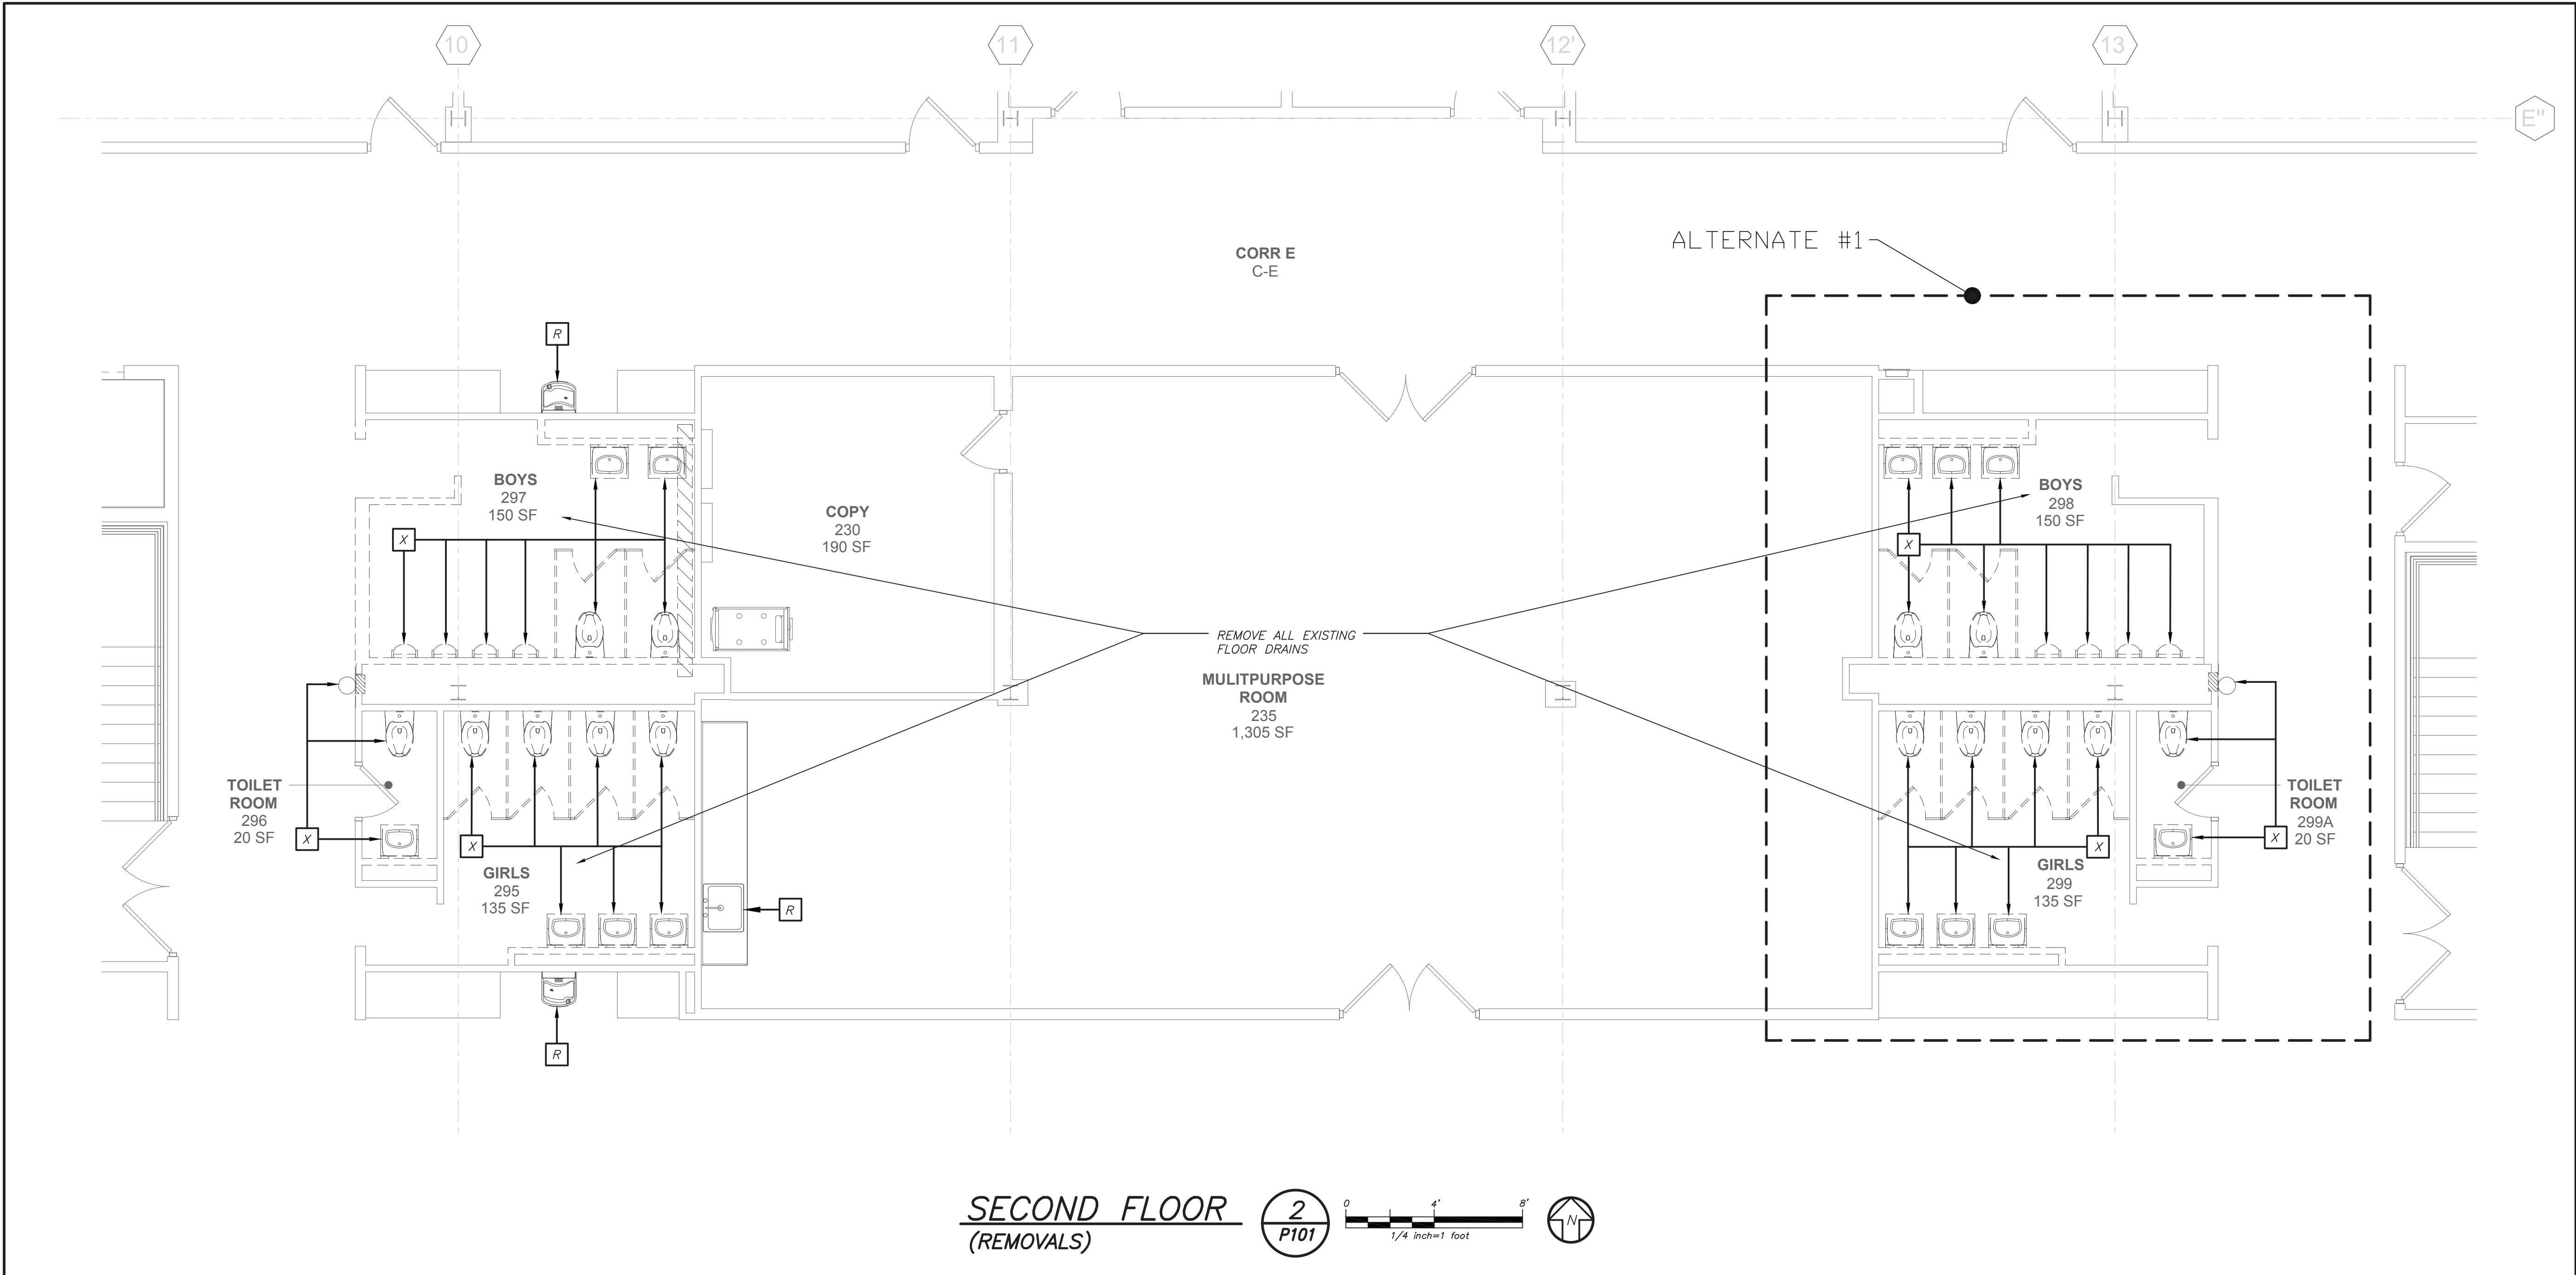 10
11
12'
13
E"
ALTERNATE #1
CORR E
C-E
R
BOYS
297
150 SF
COPY
230
190 SF
BOYS
298
150 SF
X
X
REMOVE ALL EXISTING
FLOOR DRAINS
MULITPURPOSE
ROOM
235
1,305 SF
TOILET
ROOM
296
20 SF
X
X
GIRLS
295
135 SF
R
R
TOILET
ROOM
299A
20 SF
X
X
GIRLS
299
135 SF
SECOND FLOOR
(REMOVALS)
2
P101
0 4' 8'
1/4 inch=1 foot
N